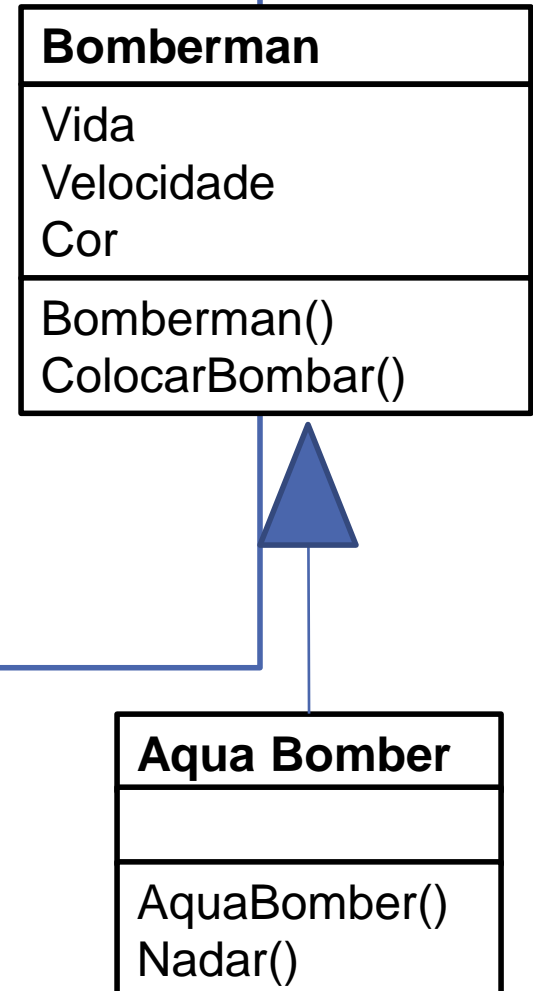 Bomberman
Vida
Velocidade
Cor
Bomberman()
ColocarBombar()
Aqua Bomber
AquaBomber()
Nadar()